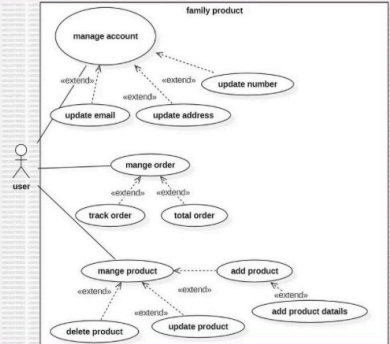 family product
manage account
«extend»
«extend»
«extend»
update number
update email
update address
user
mange order
«extend»
«extend»
track order
total order
mange product
add product
«extend»
«extend»
«extend»
«extend»
add product datails
delete product
update product